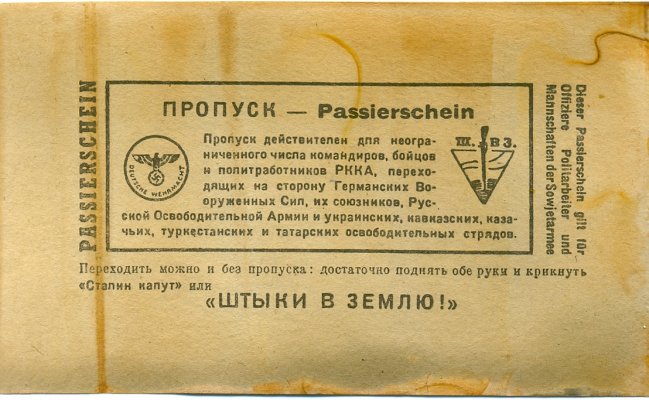 PASSIERSCHEIN
ПРОПУСК — Passierschein
DEUTSCHE WEHRMACHT
Ш. В З.
Пропуск действителен для неогра-
ниченного числа командиров, бойцов
и политработников РККА, перехо-
дящих на сторону Германских Во-
оруженных Сил, их союзников, Рус-
ской Освободительной Армии и украинских, кавказских, каза-
чьих, туркестанских и татарских освободительных отрядов.
Переходить можно и без пропуска: достаточно поднять обе руки и крикнуть
«Сталин капут» или
«ШТЫКИ В ЗЕМЛЮ!»
Dieser Passierschein gilt für
Offiziere Politarbeiter und
Mannschaften der Sowjetarmee